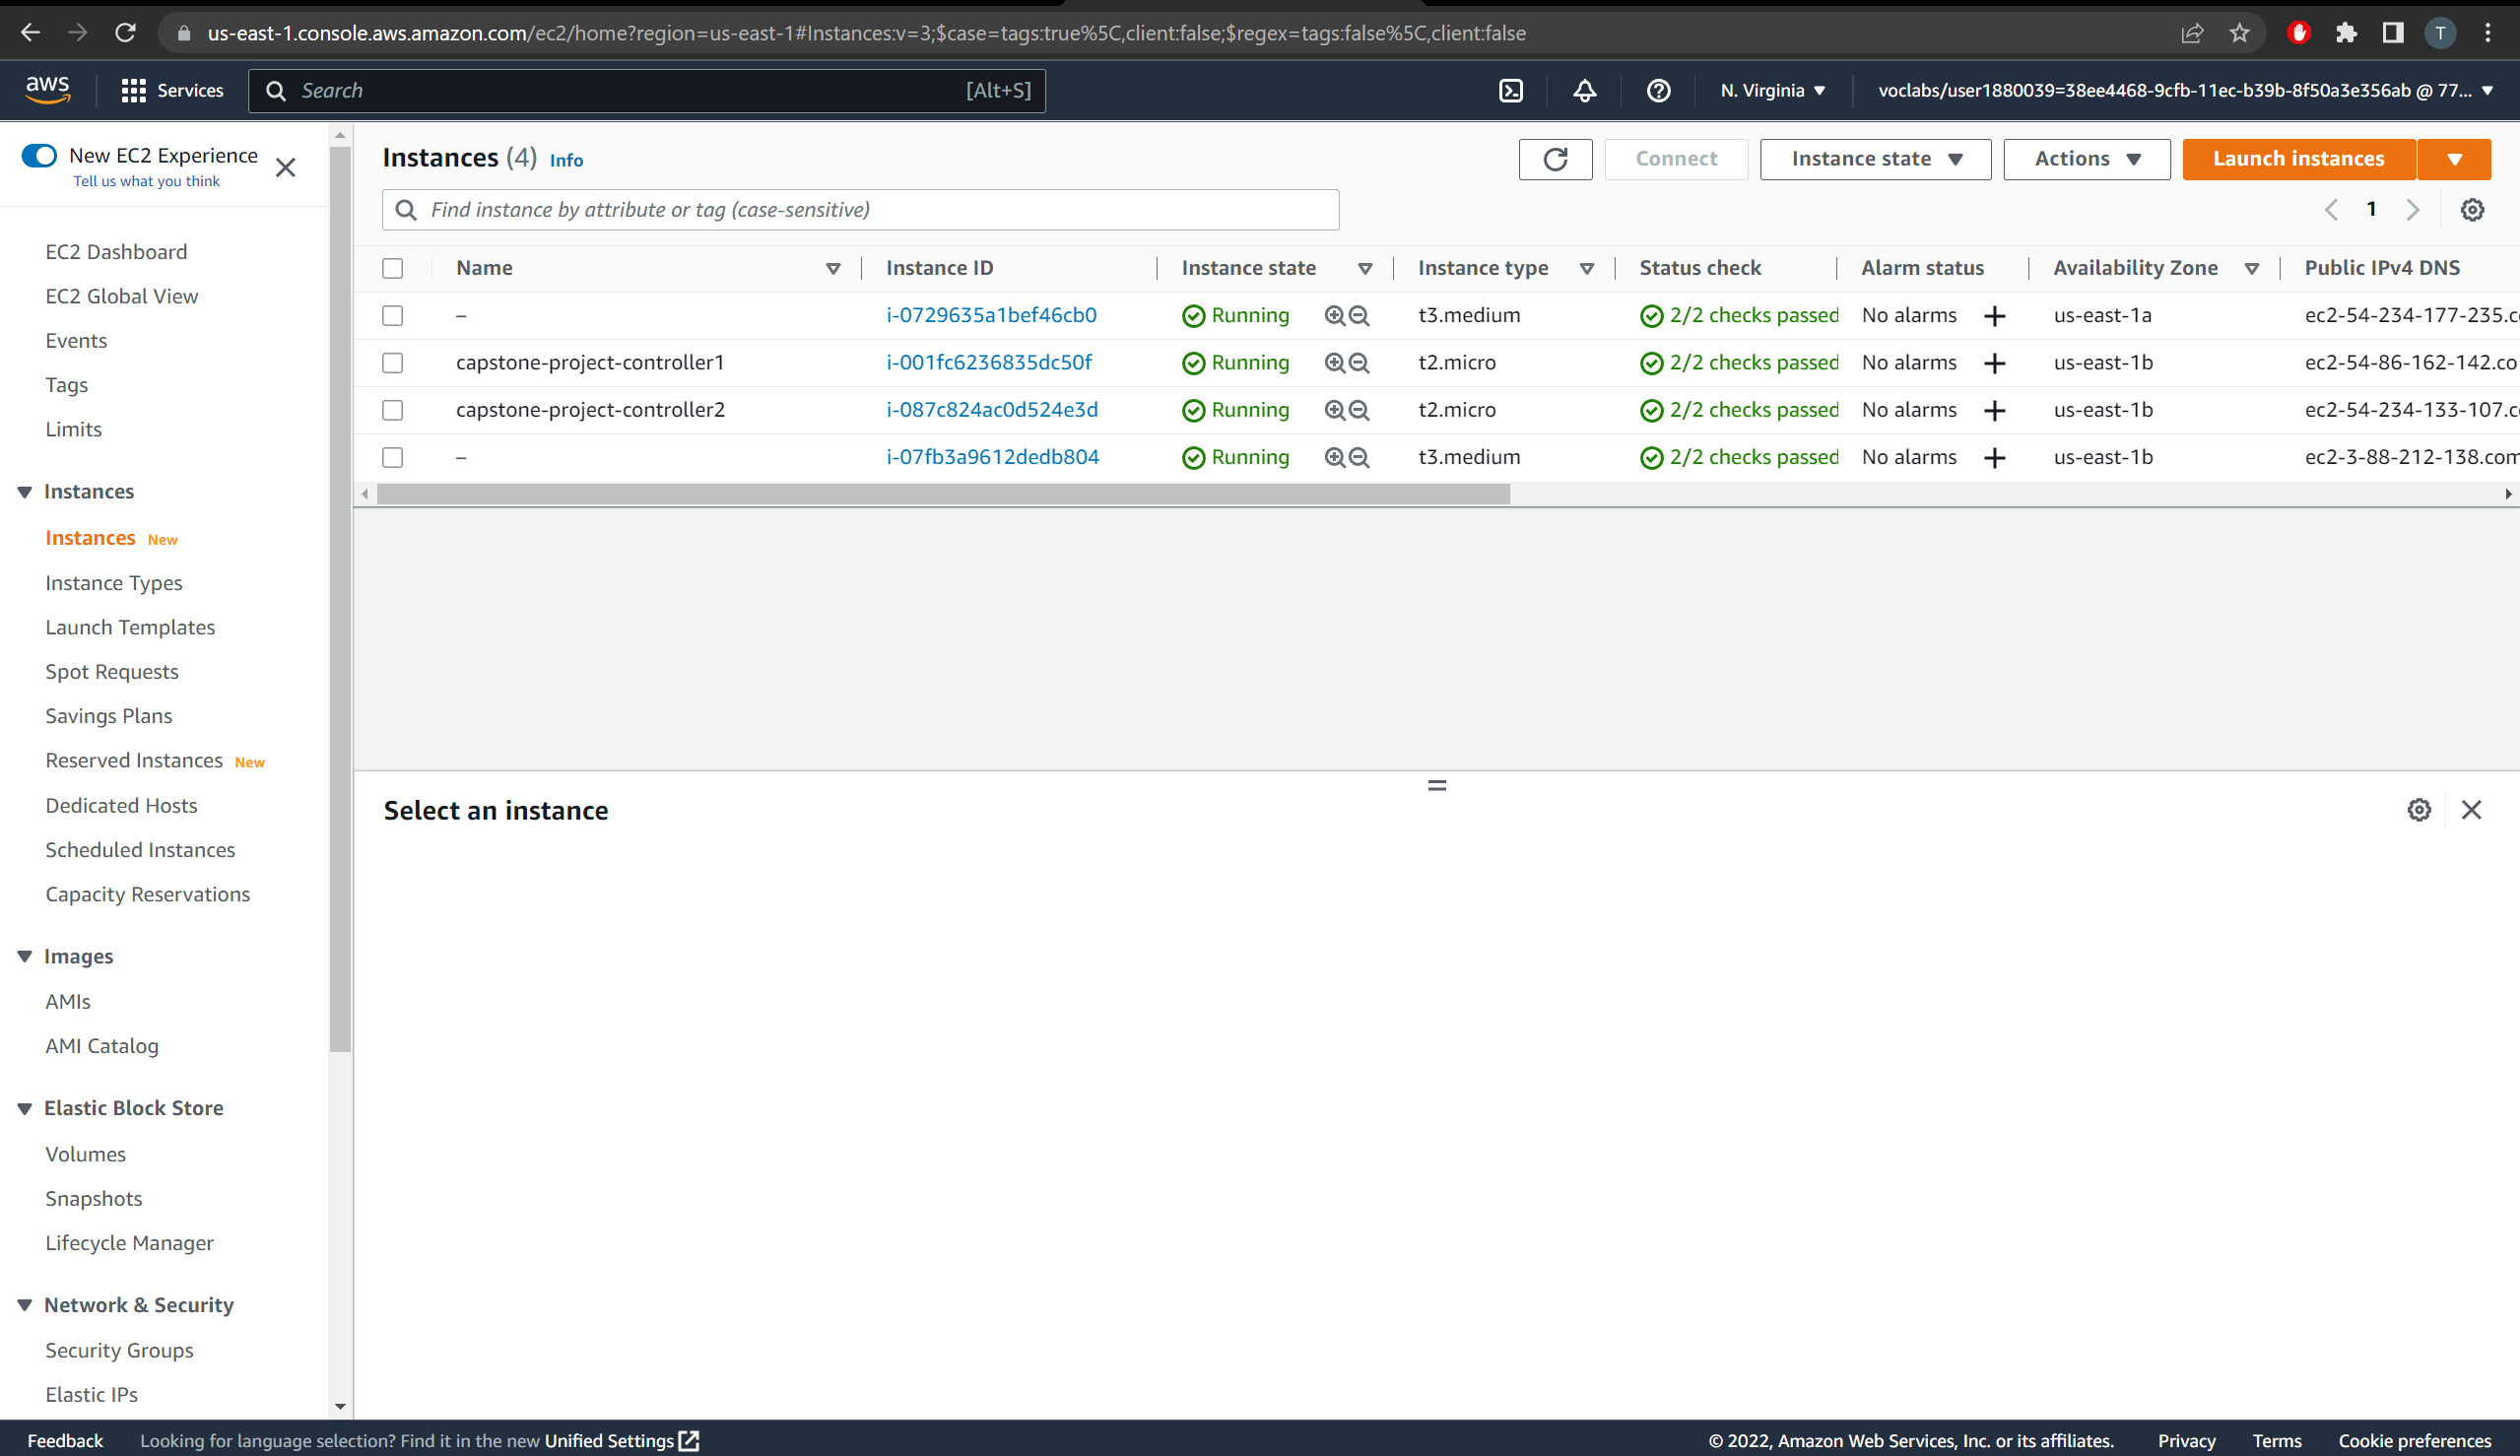 us-east-1.console.aws.amazon.com/ec2/home?region=us-east-1#Instances:v=3;$case=tags:true%5C,client:false;$regex=tags:false%5C,client:false
T
aws Services Search [Alt+S] N. Virginia voclabs/user1880039=38ee4468-9cfb-11ec-b39b-8f50a3e356ab @ 77...
New EC2 Experience
Tell us what you think
EC2 Dashboard
EC2 Global View
Events
Tags
Limits
Instances
Instances New
Instance Types
Launch Templates
Spot Requests
Savings Plans
Reserved Instances New
Dedicated Hosts
Scheduled Instances
Capacity Reservations
Images
AMIs
AMI Catalog
Elastic Block Store
Volumes
Snapshots
Lifecycle Manager
Network & Security
Security Groups
Elastic IPs
Instances (4) Info Connect Instance state Actions Launch instances
Find instance by attribute or tag (case-sensitive) 1
Name Instance ID Instance state Instance type Status check Alarm status Availability Zone Public IPv4 DNS
– i-0729635a1bef46cb0 Running t3.medium 2/2 checks passed No alarms us-east-1a ec2-54-234-177-235.c
capstone-project-controller1 i-001fc6236835dc50f Running t2.micro 2/2 checks passed No alarms us-east-1b ec2-54-86-162-142.co
capstone-project-controller2 i-087c824ac0d524e3d Running t2.micro 2/2 checks passed No alarms us-east-1b ec2-54-234-133-107.c
– i-07fb3a9612dedb804 Running t3.medium 2/2 checks passed No alarms us-east-1b ec2-3-88-212-138.com
Select an instance
Feedback Looking for language selection? Find it in the new Unified Settings © 2022, Amazon Web Services, Inc. or its affiliates. Privacy Terms Cookie preferences